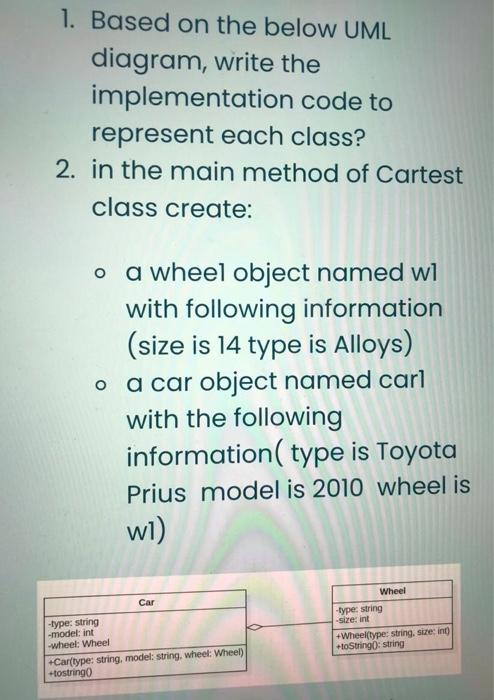 1. Based on the below UML
diagram, write the
implementation code to
represent each class?
2. in the main method of Cartest
class create:
o a wheel object named w1
with following information
(size is 14 type is Alloys)
o a car object named car1
with the following
information( type is Toyota
Prius model is 2010 wheel is
w1)
Car
-type: string
-model: int
-wheel: Wheel
+Car(type: string, model: string, wheel: Wheel)
+tostring()
Wheel
-type: string
-size: int
+Wheel(type: string, size: int)
+toString(): string